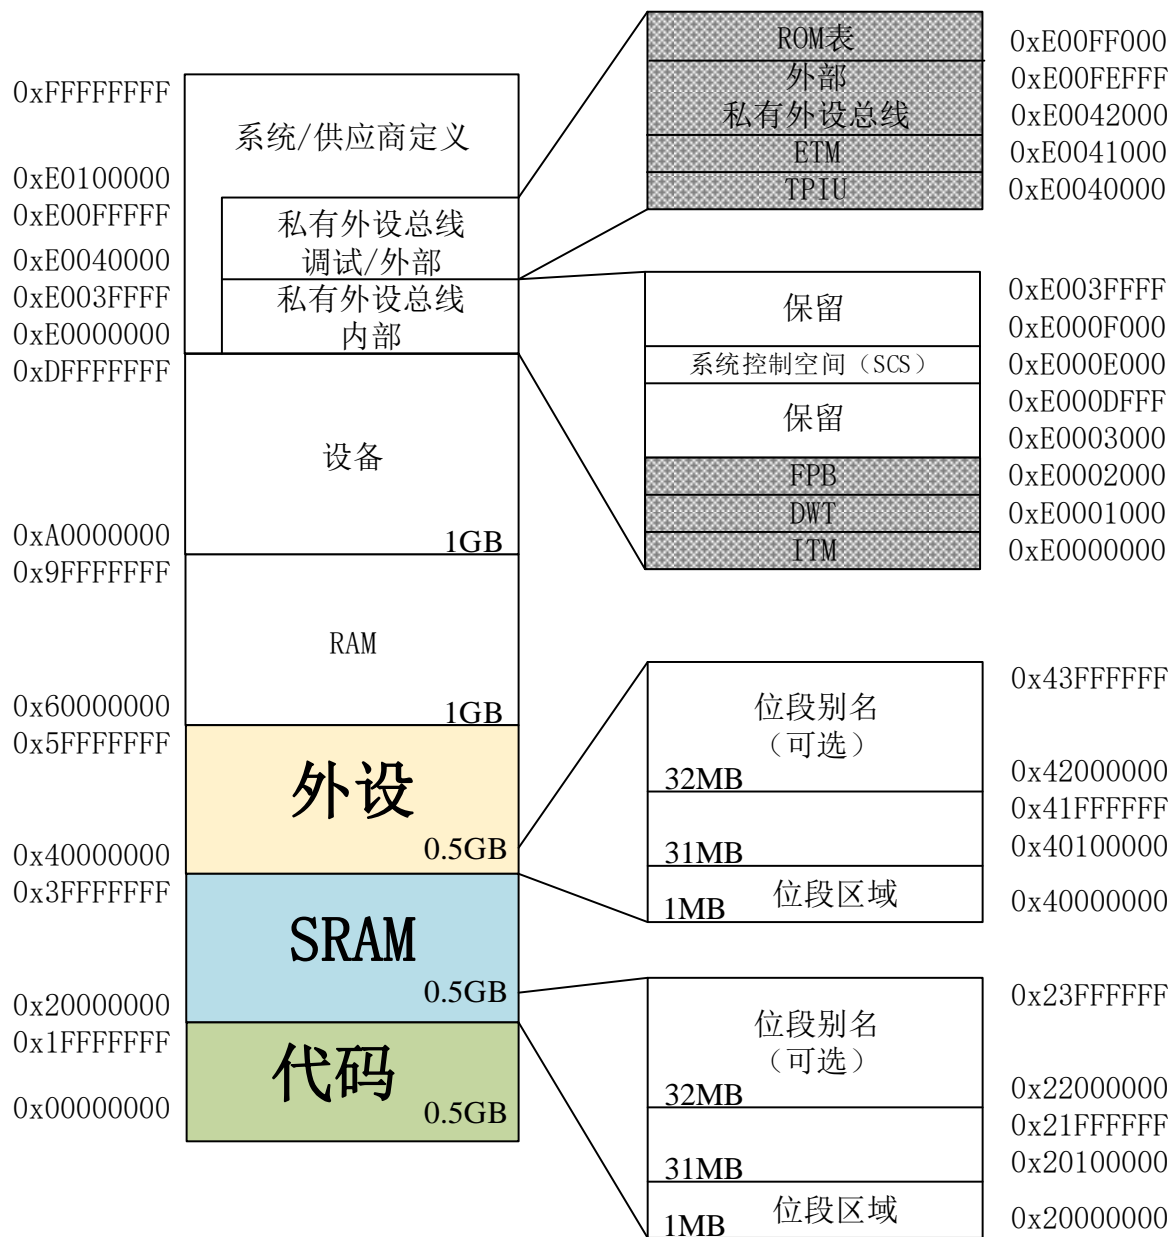 0xFFFFFFFF
系统/供应商定义
0xE0100000
0xE00FFFFF
私有外设总线
调试/外部
0xE0040000
0xE003FFFF
私有外设总线
内部
0xE0000000
0xDFFFFFFF
设备
0xA0000000
1GB
0x9FFFFFFF
RAM
0x60000000
1GB
0x5FFFFFFF
外设
0.5GB
0x40000000
0x3FFFFFFF
SRAM
0.5GB
0x20000000
0x1FFFFFFF
代码
0.5GB
0x00000000
ROM表
0xE00FF000
外部
0xE00FEFFF
私有外设总线
0xE0042000
ETM
0xE0041000
TPIU
0xE0040000
保留
0xE003FFFF
0xE000F000
系统控制空间（SCS）
0xE000E000
保留
0xE000DFFF
0xE0003000
FPB
0xE0002000
DWT
0xE0001000
ITM
0xE0000000
0x43FFFFFF
位段别名
（可选）
32MB
0x42000000
0x41FFFFFF
31MB
0x40100000
位段区域
1MB
0x40000000
0x23FFFFFF
位段别名
（可选）
32MB
0x22000000
0x21FFFFFF
31MB
0x20100000
位段区域
1MB
0x20000000